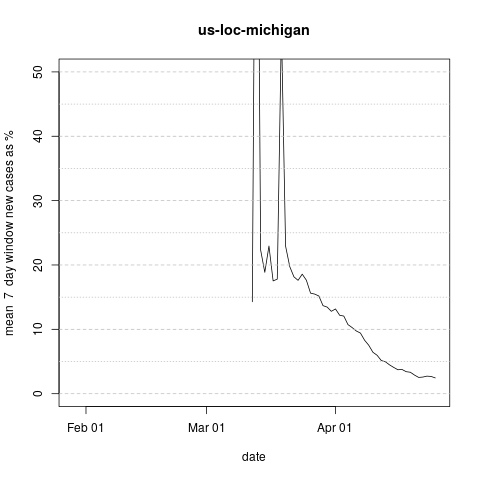 us-loc-michigan
mean 7 day window new cases as %
50
40
30
20
10
0
Feb 01
Mar 01
Apr 01
date